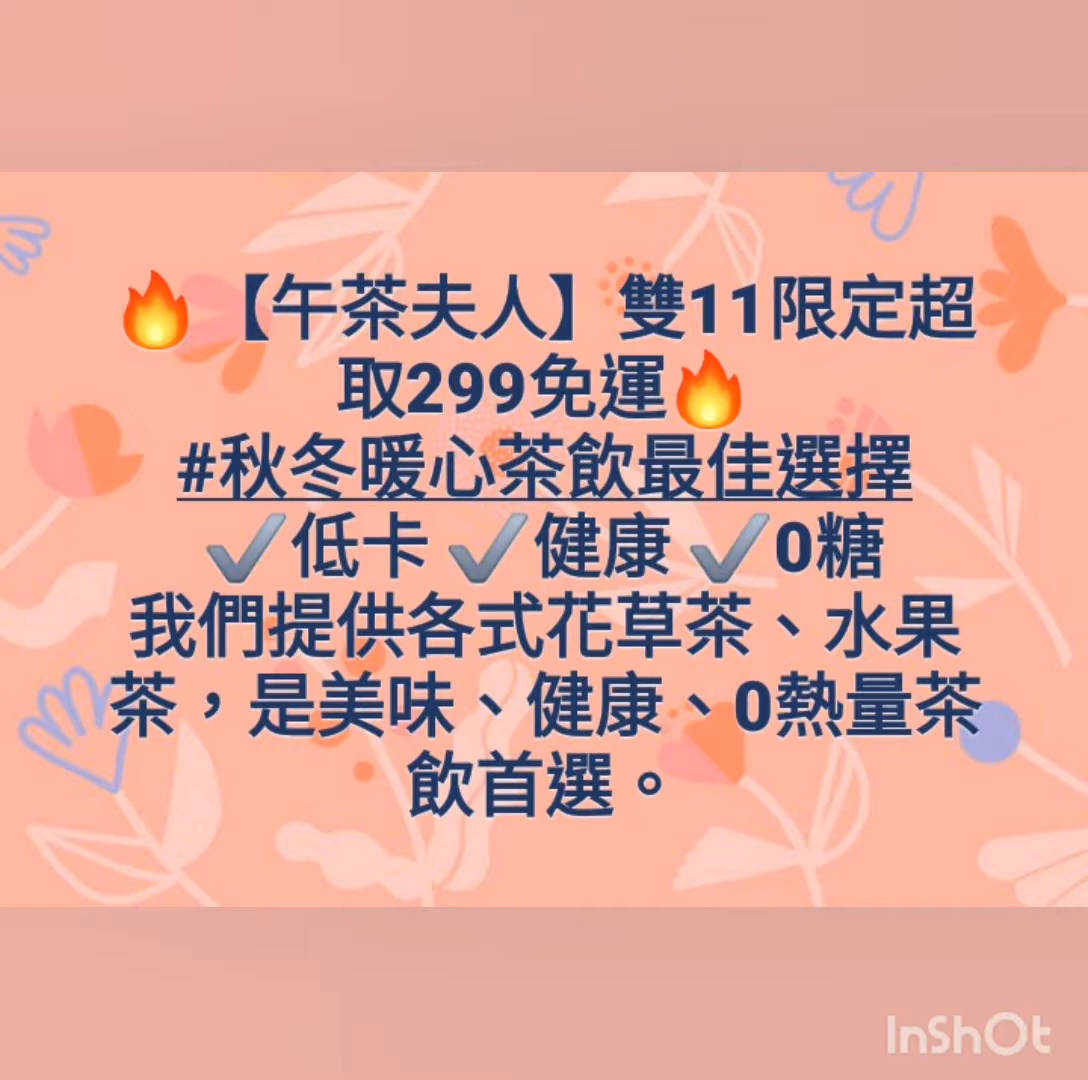 🔥【午茶夫人】雙11限定超
取299免運🔥
#秋冬暖心茶飲最佳選擇
✔低卡 ✔健康 ✔0糖
我們提供各式花草茶、水果
茶，是美味、健康、0熱量茶
飲首選。
InShOt